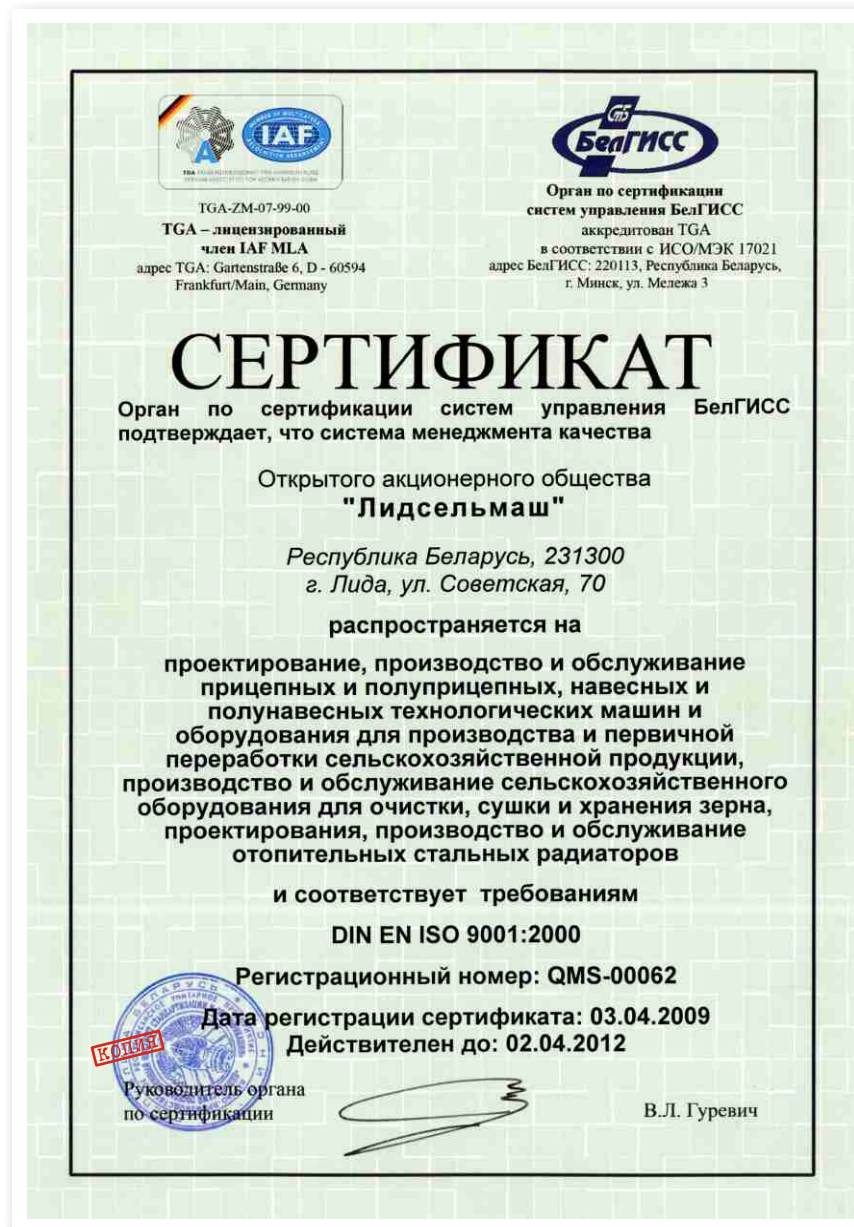 IAF
TGA-ZM-07-99-00
TGA – лицензированный
член IAF MLA
адрес TGA: Gartenstraße 6, D - 60594
Frankfurt/Main, Germany
СТБ
БелГИСС
Орган по сертификации
систем управления БелГИСС
аккредитован TGA
в соответствии с ИСО/МЭК 17021
адрес БелГИСС: 220113, Республика Беларусь,
г. Минск, ул. Мележа 3
СЕРТИФИКАТ
Орган по сертификации систем управления БелГИСС
подтверждает, что система менеджмента качества
Открытого акционерного общества
"Лидсельмаш"
Республика Беларусь, 231300
г. Лида, ул. Советская, 70
распространяется на
проектирование, производство и обслуживание
прицепных и полуприцепных, навесных и
полунавесных технологических машин и
оборудования для производства и первичной
переработки сельскохозяйственной продукции,
производство и обслуживание сельскохозяйственного
оборудования для очистки, сушки и хранения зерна,
проектирования, производство и обслуживание
отопительных стальных радиаторов
и соответствует требованиям
DIN EN ISO 9001:2000
Регистрационный номер: QMS-00062
Дата регистрации сертификата: 03.04.2009
Действителен до: 02.04.2012
КОПИЯ
Руководитель органа
по сертификации
В.Л. Гуревич